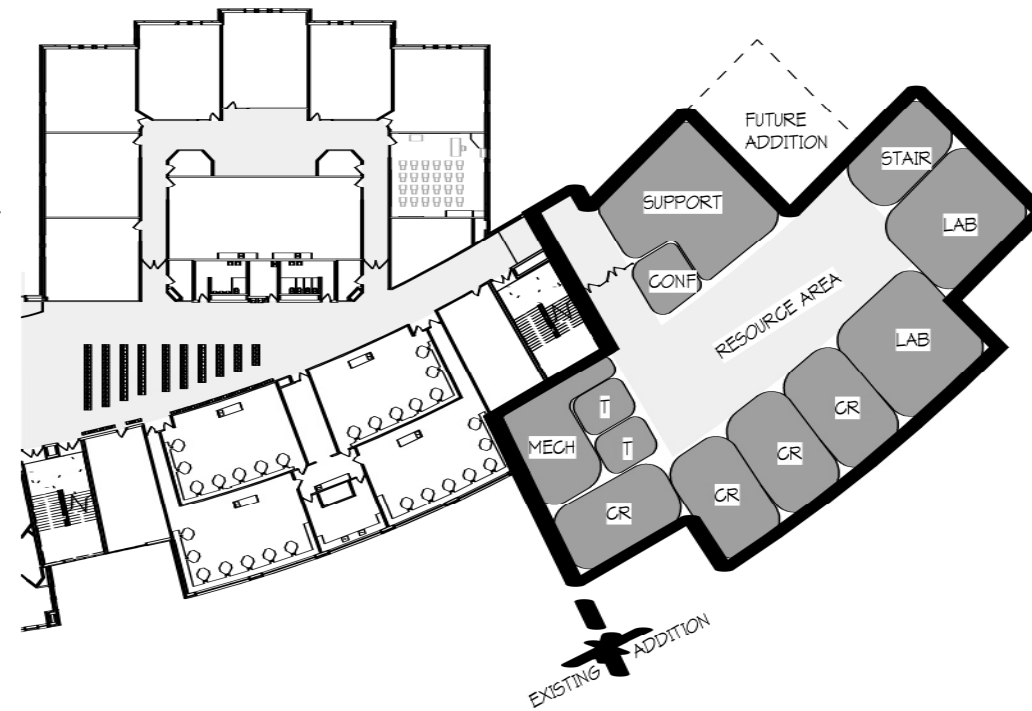 FUTURE
ADDITION
STAIR
SUPPORT
LAB
CONF
RESOURCE AREA
LAB
T
CR
MECH
T
CR
CR
CR
EXISTING
ADDITION